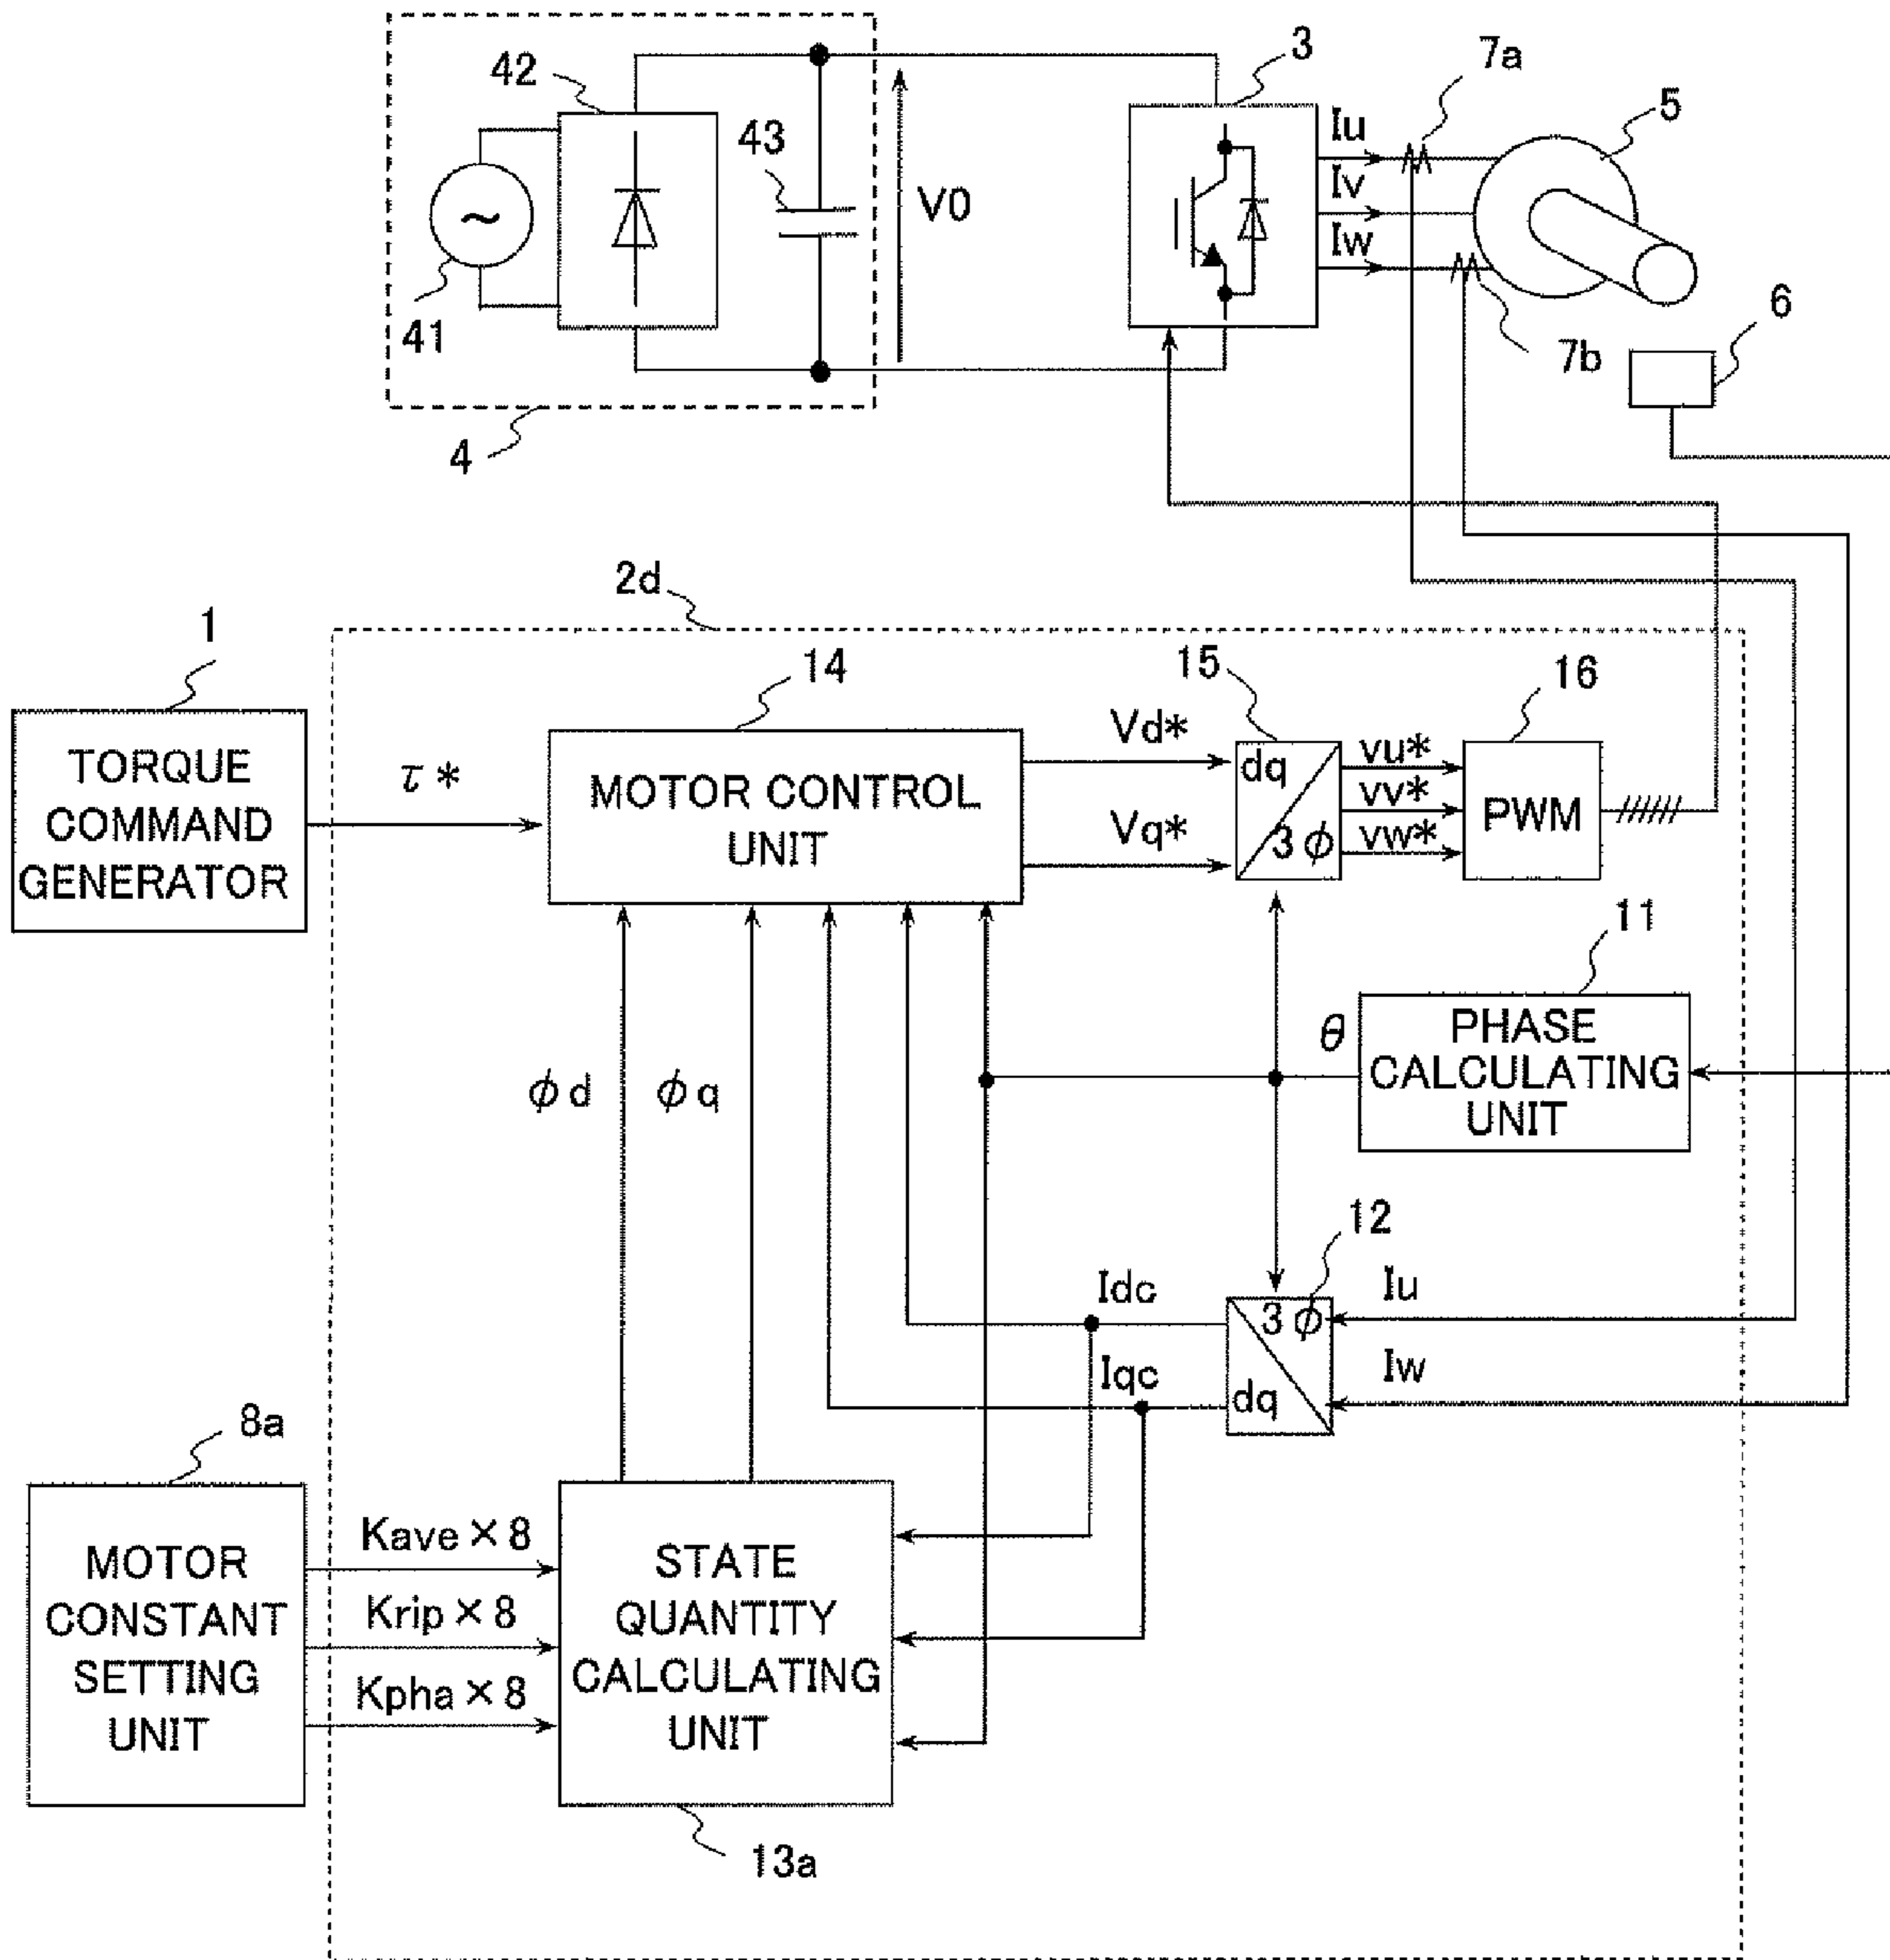 42
43
41
4
V0
3
Iu
Iv
Iw
7a
5
7b
6
2d
1
TORQUE
COMMAND
GENERATOR
τ*
14
MOTOR CONTROL
UNIT
Vd*
Vq*
15
dq
3φ
vu*
vv*
vw*
16
PWM
11
PHASE
CALCULATING
UNIT
θ
φd
φq
12
3φ
dq
Idc
Iqc
Iu
Iw
8a
MOTOR
CONSTANT
SETTING
UNIT
Kave×8
Krip×8
Kpha×8
STATE
QUANTITY
CALCULATING
UNIT
13a